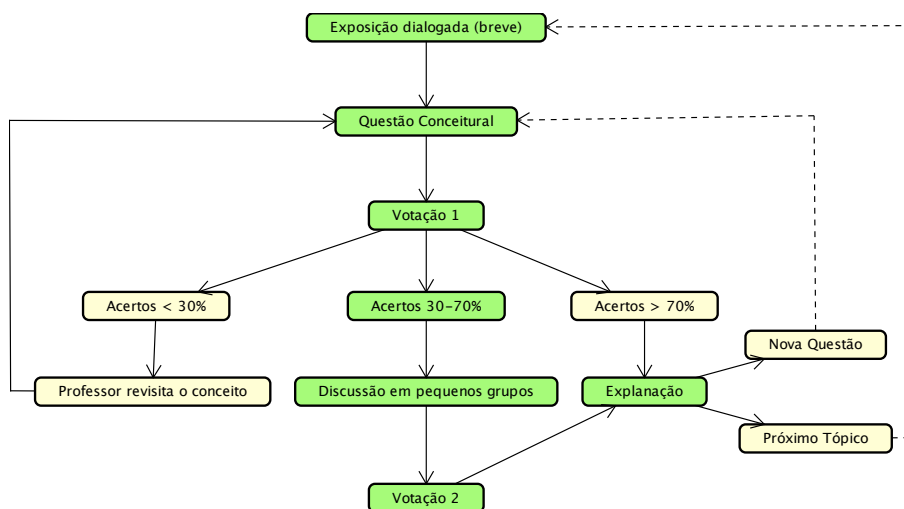 Exposição dialogada (breve)
Questão Conceitural
Votação 1
Acertos < 30%
Acertos 30-70%
Acertos > 70%
Nova Questão
Professor revisita o conceito
Discussão em pequenos grupos
Explanação
Próximo Tópico
Votação 2